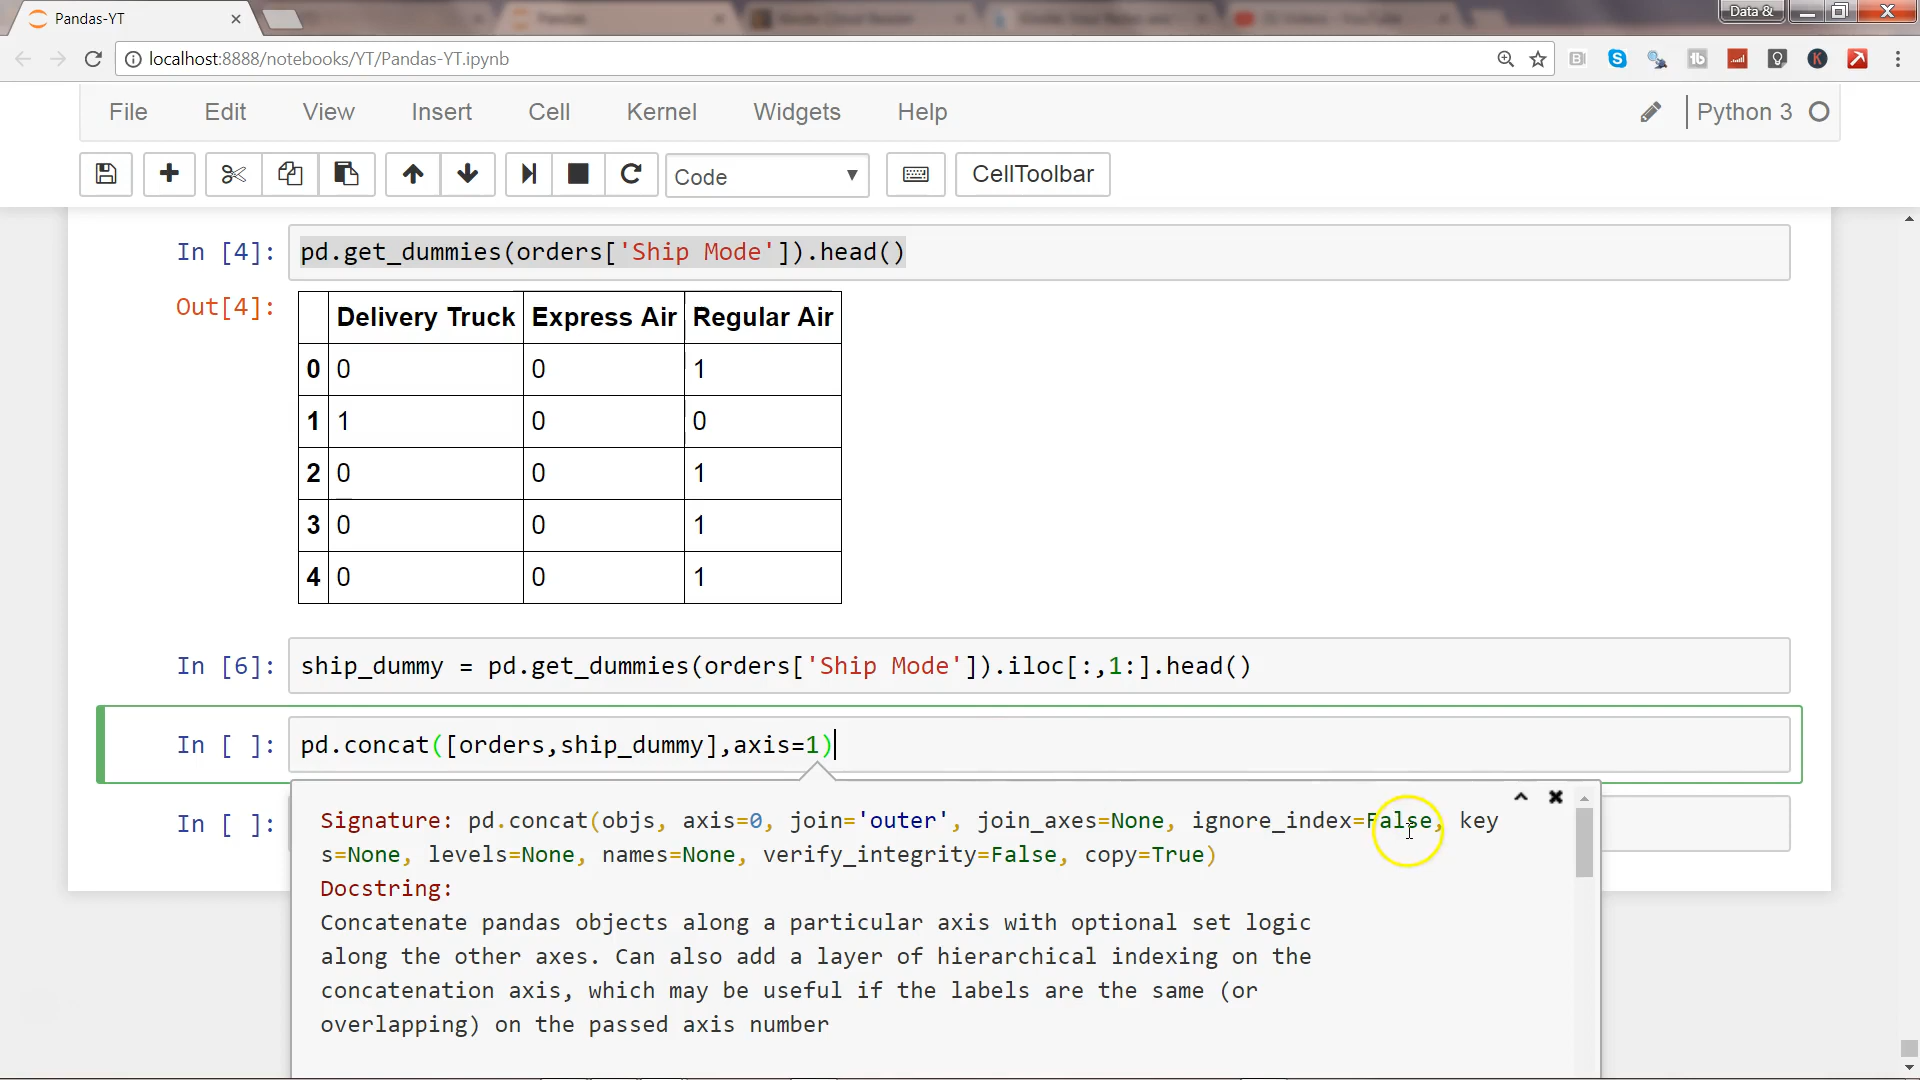 Pandas-YT
Data &
localhost:8888/notebooks/YT/Pandas-YT.ipynb
File Edit View Insert Cell Kernel Widgets Help
Python 3
Code
CellToolbar
In [4]: pd.get_dummies(orders['Ship Mode']).head()
Out[4]:
Delivery Truck Express Air Regular Air
0 0 0 1
1 1 0 0
2 0 0 1
3 0 0 1
4 0 0 1
In [6]: ship_dummy = pd.get_dummies(orders['Ship Mode']).iloc[:,1:].head()
In [ ]: pd.concat([orders,ship_dummy],axis=1)
In [ ]:
Signature: pd.concat(objs, axis=0, join='outer', join_axes=None, ignore_index=False, key
s=None, levels=None, names=None, verify_integrity=False, copy=True)
Docstring:
Concatenate pandas objects along a particular axis with optional set logic
along the other axes. Can also add a layer of hierarchical indexing on the
concatenation axis, which may be useful if the labels are the same (or
overlapping) on the passed axis number